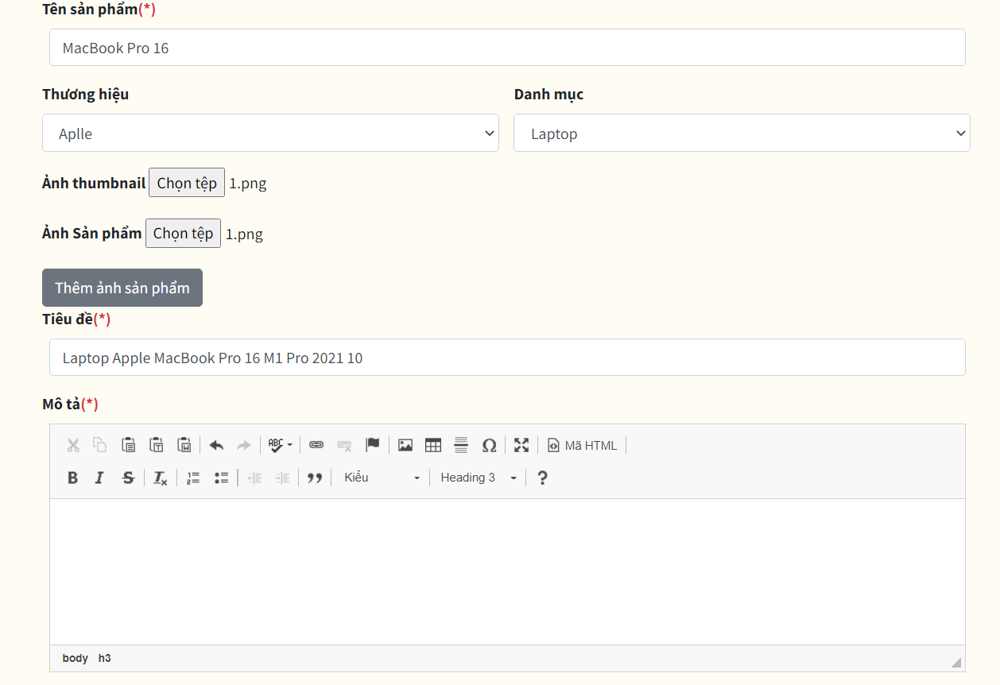 Tên sản phẩm(*)
MacBook Pro 16
Thương hiệu
Danh mục
Aplle
Laptop
Ảnh thumbnail Chọn tệp 1.png
Ảnh Sản phẩm Chọn tệp 1.png
Thêm ảnh sản phẩm
Tiêu đề(*)
Laptop Apple MacBook Pro 16 M1 Pro 2021 10
Mô tả(*)
ABC
Mã HTML
B I S Kiểu Heading 3 ?
body h3